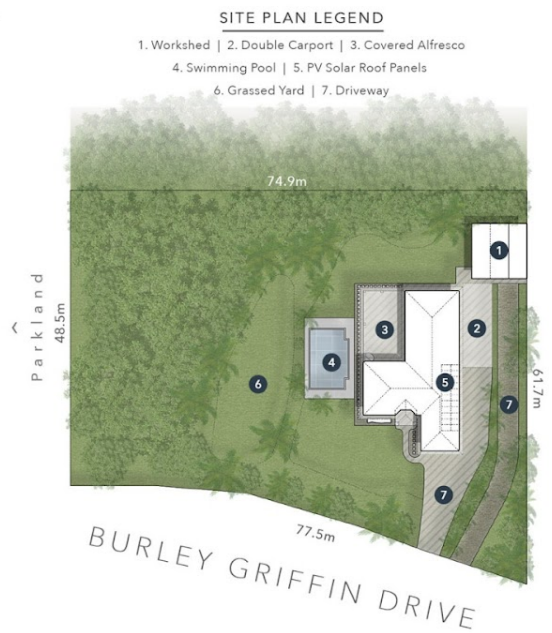 SITE PLAN LEGEND
1. Workshed | 2. Double Carport | 3. Covered Alfresco
4. Swimming Pool | 5. PV Solar Roof Panels
6. Grassed Yard | 7. Driveway
74.9m
1
Parkland
48.5m
2
3
4
5
6
7
61.7m
7
77.5m
BURLEY GRIFFIN DRIVE